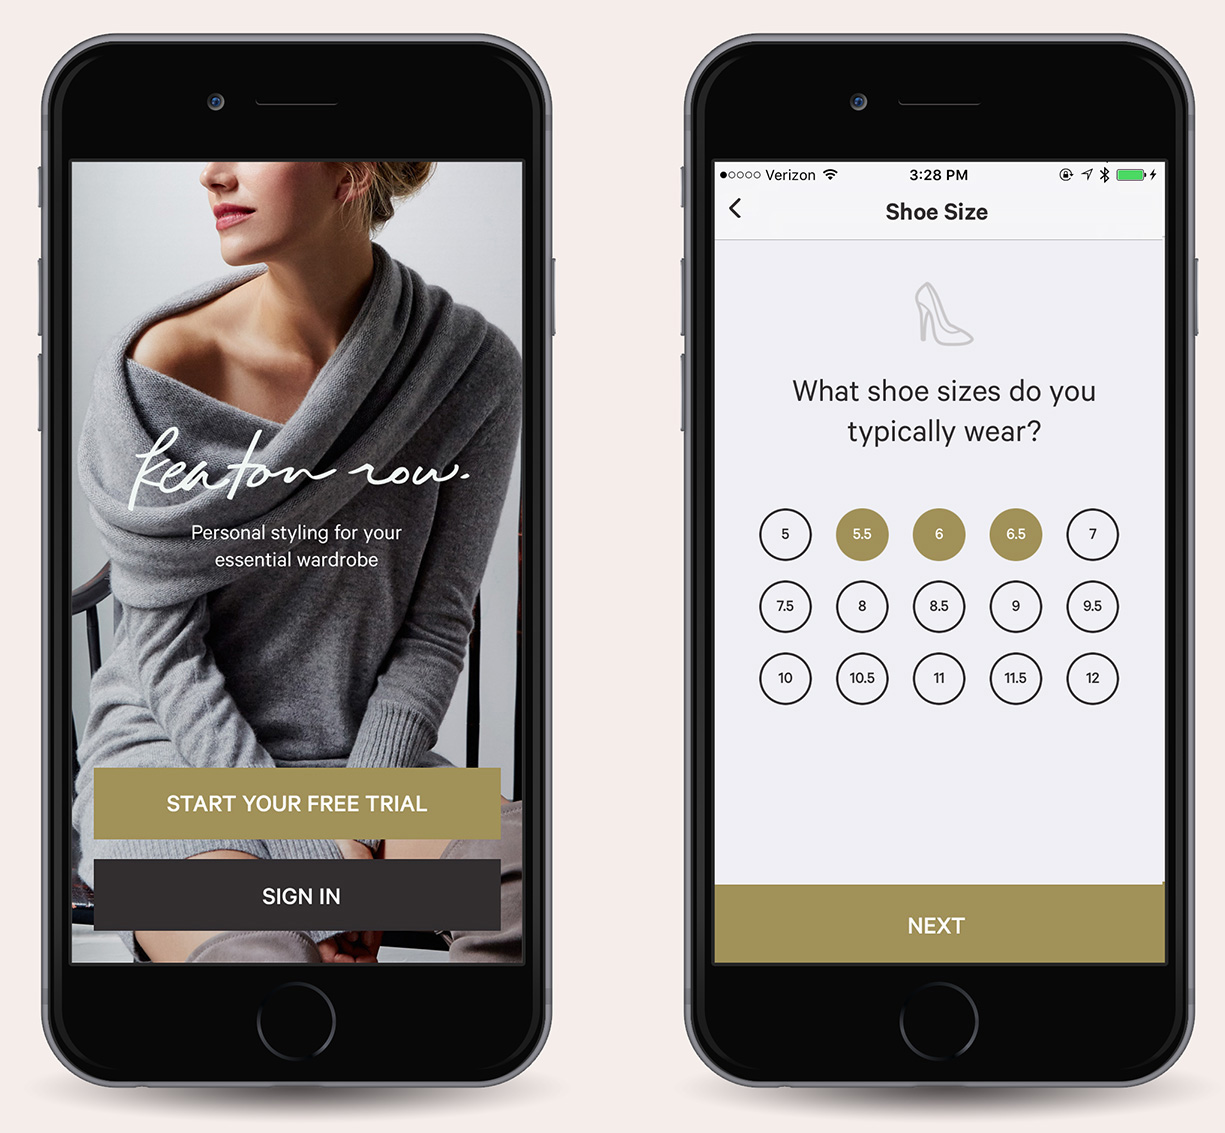 keaton row.
Personal styling for your
essential wardrobe
START YOUR FREE TRIAL
SIGN IN
Verizon 3:28 PM
Shoe Size
What shoe sizes do you
typically wear?
5 5.5 6 6.5 7
7.5 8 8.5 9 9.5
10 10.5 11 11.5 12
NEXT